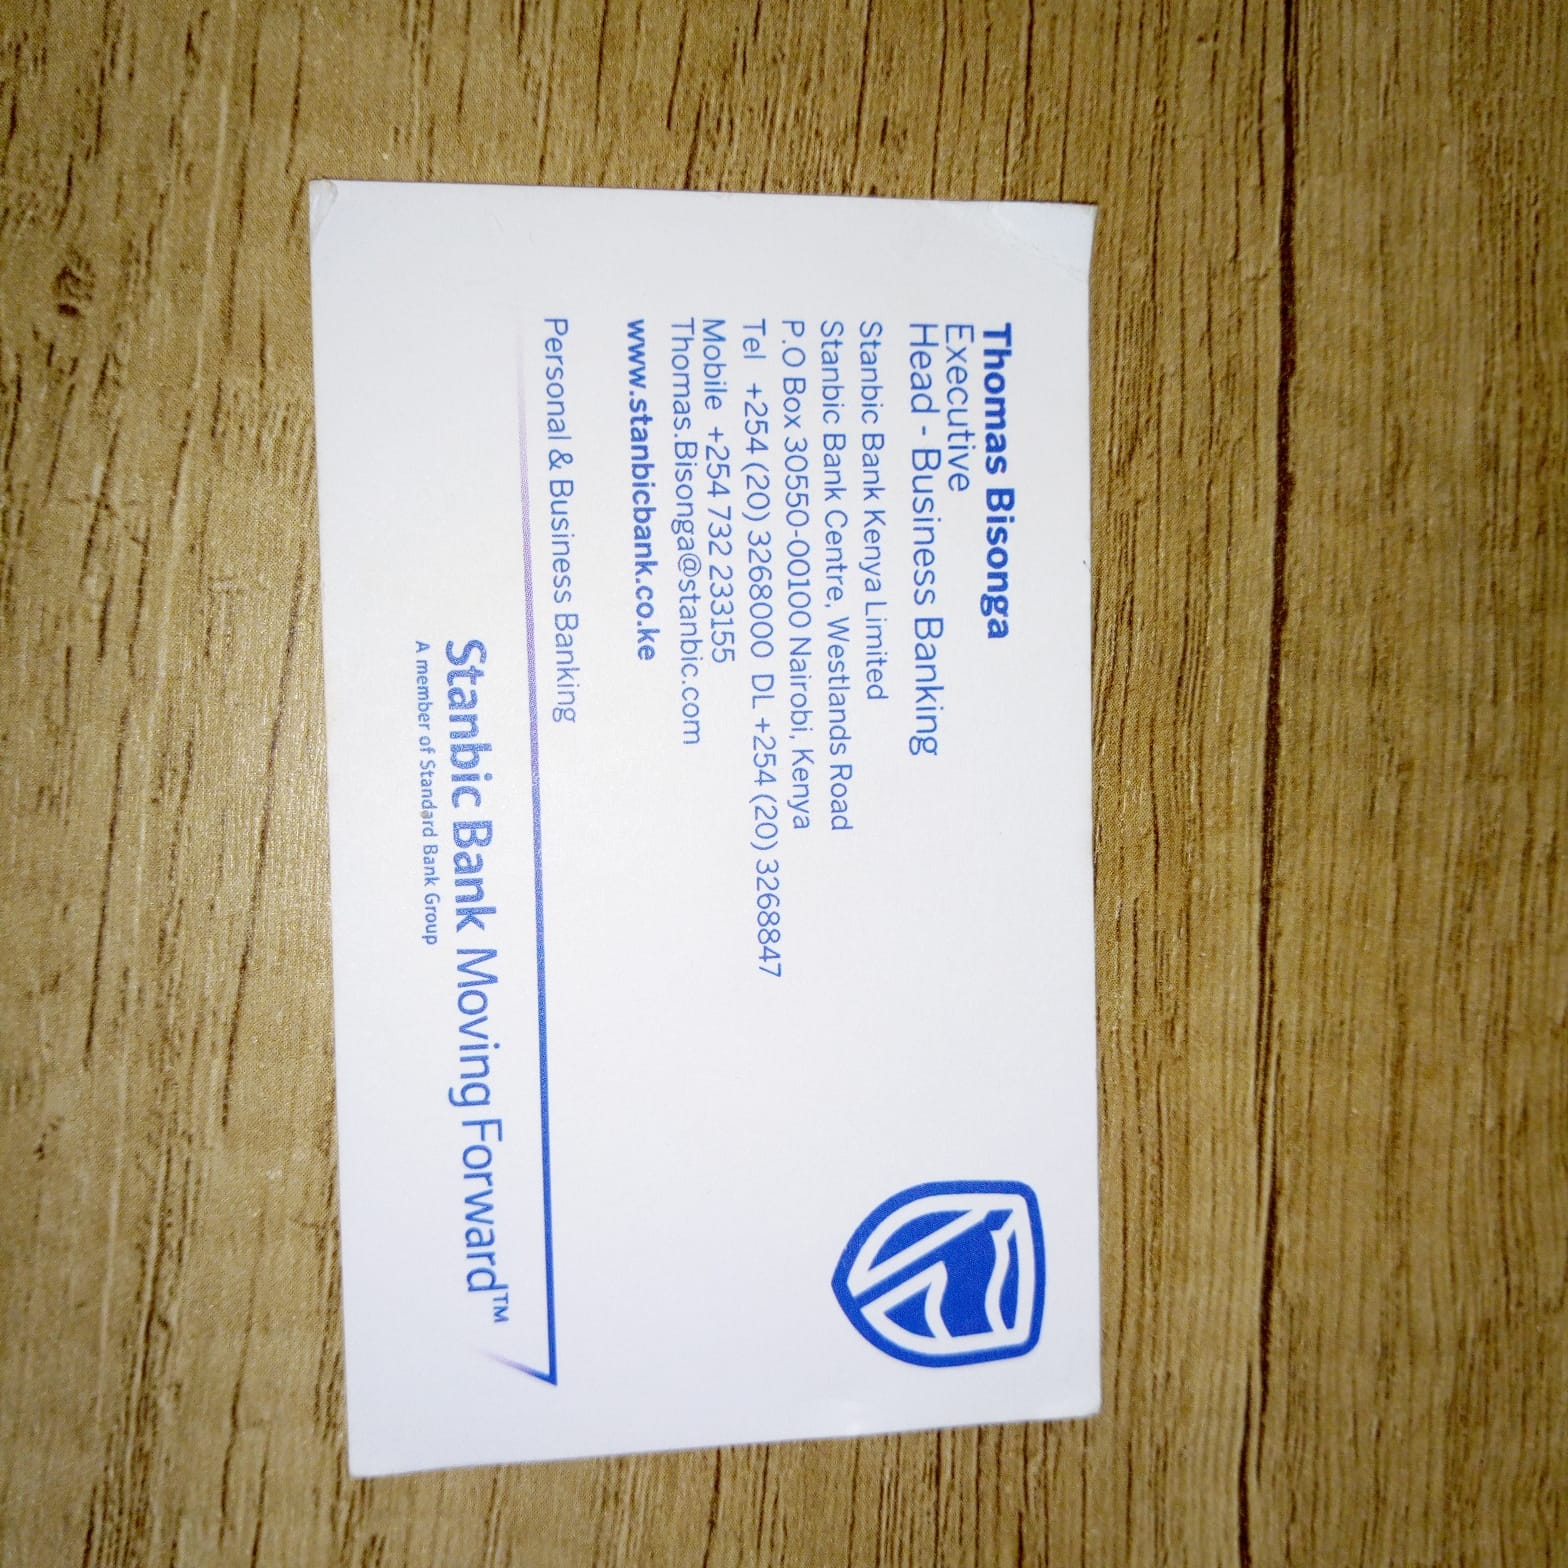 Thomas Bisonga
Executive
Head - Business Banking
Stanbic Bank Kenya Limited
Stanbic Bank Centre, Westlands Road
P.O Box 30550-00100 Nairobi, Kenya
Tel +254 (20) 3268000 DL +254 (20) 3268847
Mobile +254 732 233155
Thomas.Bisonga@stanbic.com
www.stanbicbank.co.ke
Personal & Business Banking
Stanbic Bank Moving Forward™
A member of Standard Bank Group